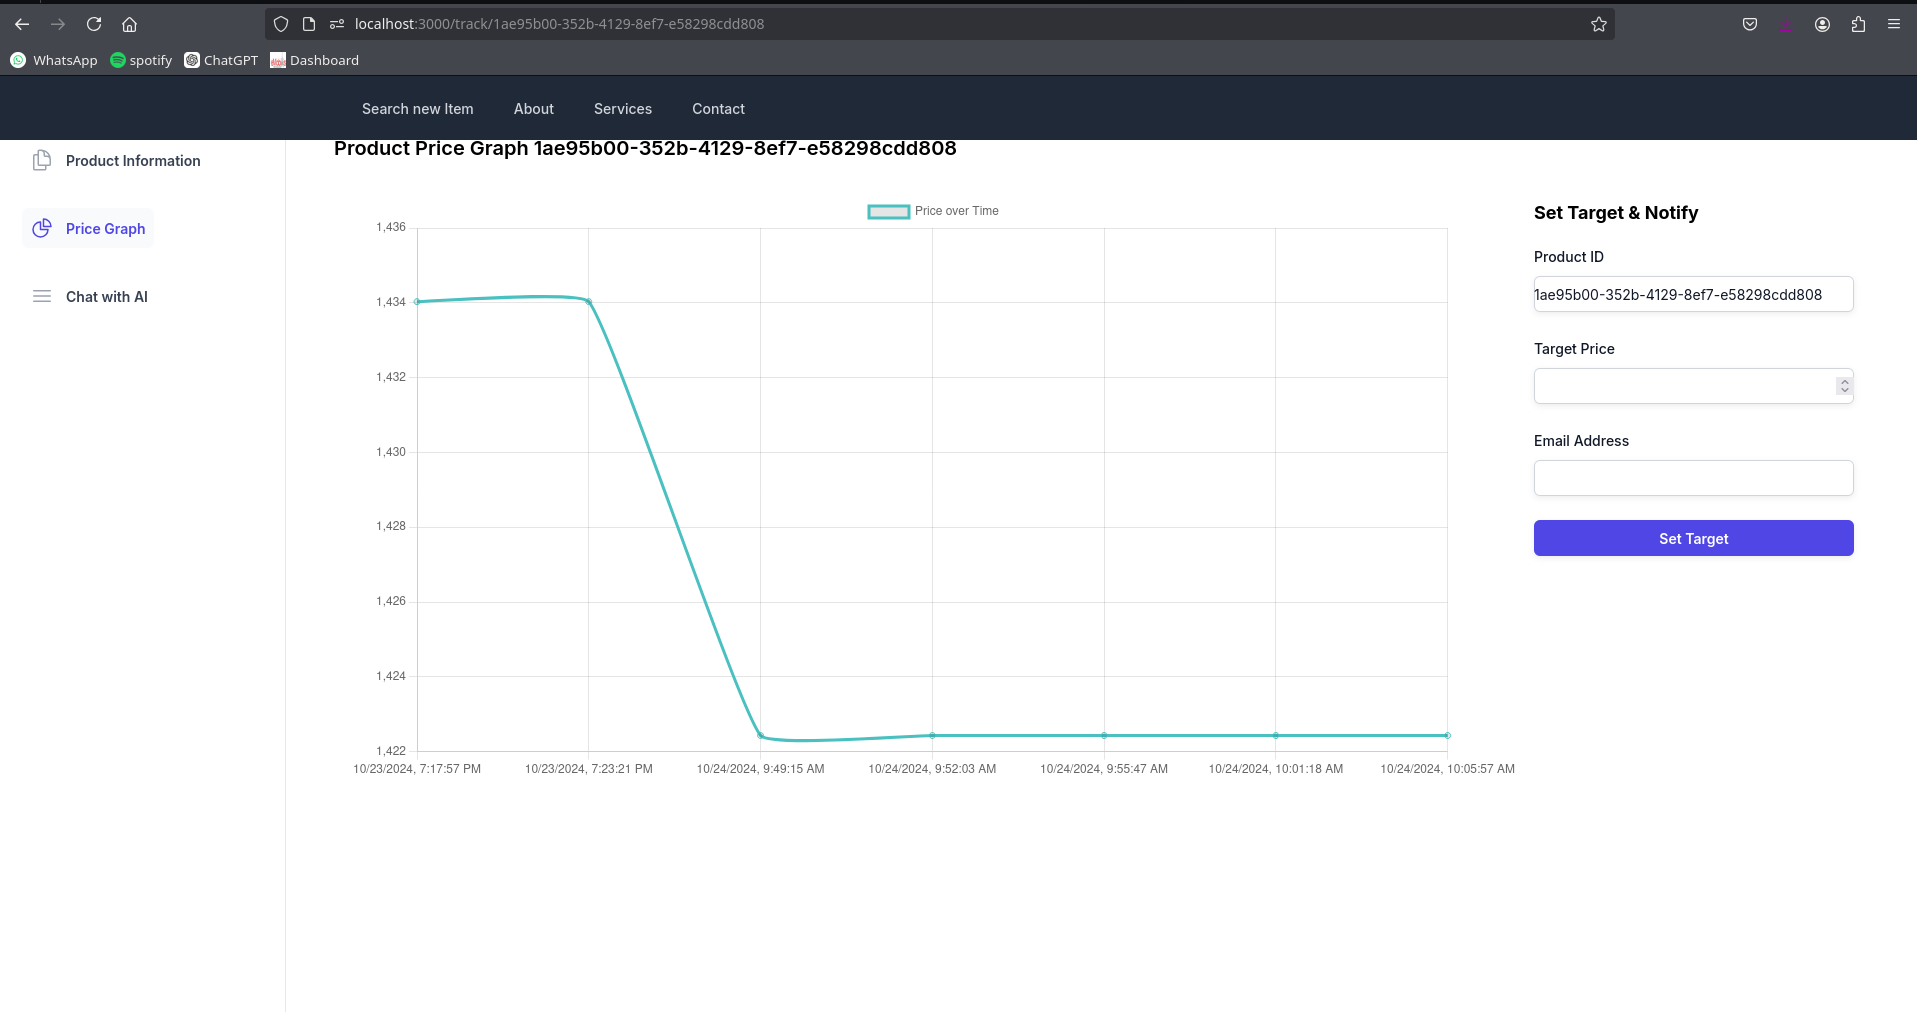 localhost:3000/track/1ae95b00-352b-4129-8ef7-e58298cdd808
WhatsApp spotify ChatGPT Dashboard
Search new Item About Services Contact
Product Information
Price Graph
Chat with AI
Product Price Graph 1ae95b00-352b-4129-8ef7-e58298cdd808
Price over Time
1,436
1,434
1,432
1,430
1,428
1,426
1,424
1,422
10/23/2024, 7:17:57 PM 10/23/2024, 7:23:21 PM 10/24/2024, 9:49:15 AM 10/24/2024, 9:52:03 AM 10/24/2024, 9:55:47 AM 10/24/2024, 10:01:18 AM 10/24/2024, 10:05:57 AM
Set Target & Notify
Product ID
1ae95b00-352b-4129-8ef7-e58298cdd808
Target Price
Email Address
Set Target